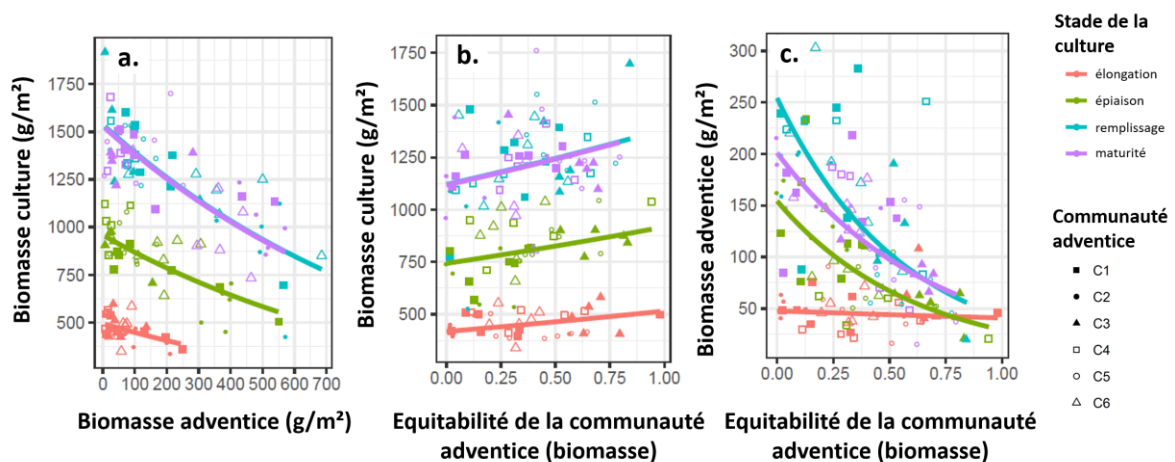 a.
Biomasse culture (g/m²)
1750
1500
1250
1000
750
500
0 100 200 300 400 500 600 700
Biomasse adventice (g/m²)
b.
Biomasse culture (g/m²)
1750
1500
1250
1000
750
500
0.00 0.25 0.50 0.75 1.00
Equitabilité de la communauté
adventice (biomasse)
c.
Biomasse adventice (g/m²)
300
250
200
150
100
50
0.00 0.25 0.50 0.75 1.00
Equitabilité de la communauté
adventice (biomasse)
Stade de la
culture
élongation
épiaison
remplissage
maturité
Communauté
adventice
C1
C2
C3
C4
C5
C6